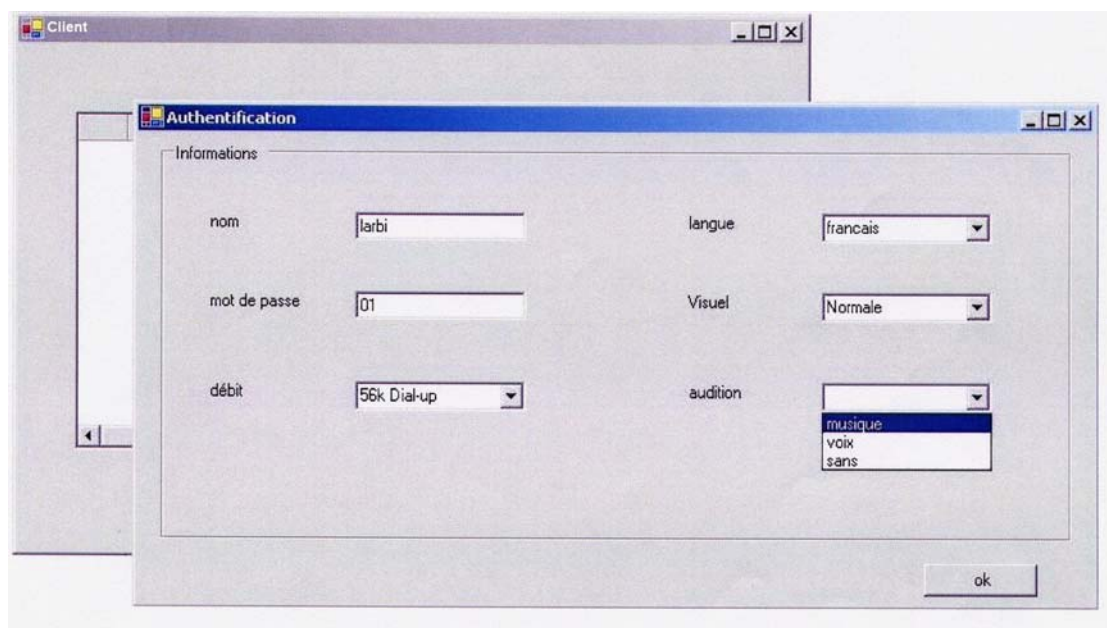 Client
Authentification
Informations
nom
larbi
langue
francais
mot de passe
01
Visuel
Normale
débit
56k Dial-up
audition
musique
voix
sans
ok